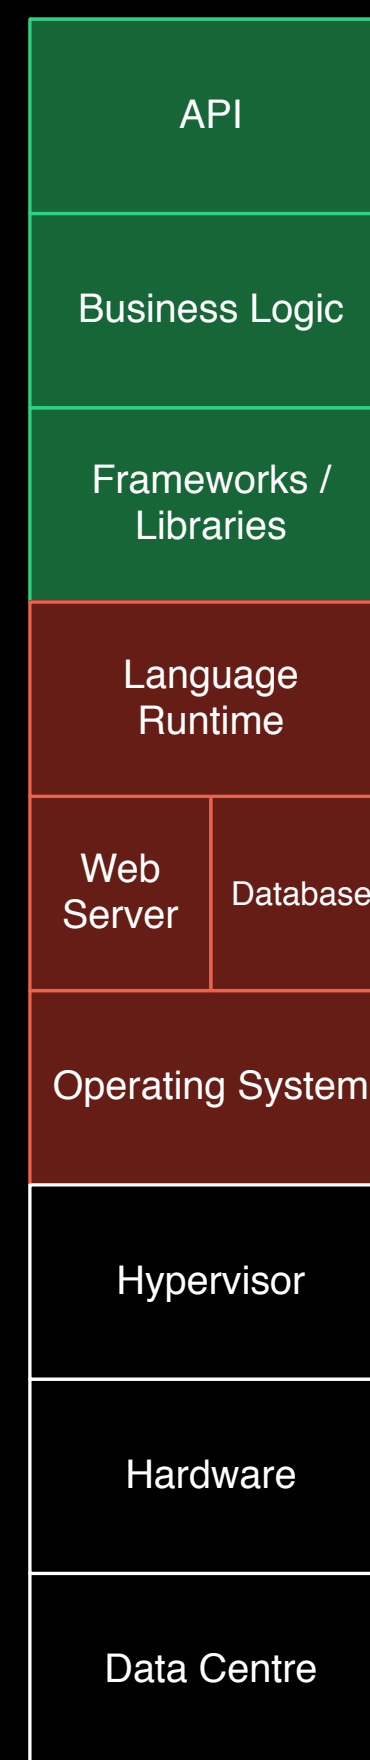 API
Business Logic
Frameworks /
Libraries
Language
Runtime
Web
Server
Database
Operating System
Hypervisor
Hardware
Data Centre